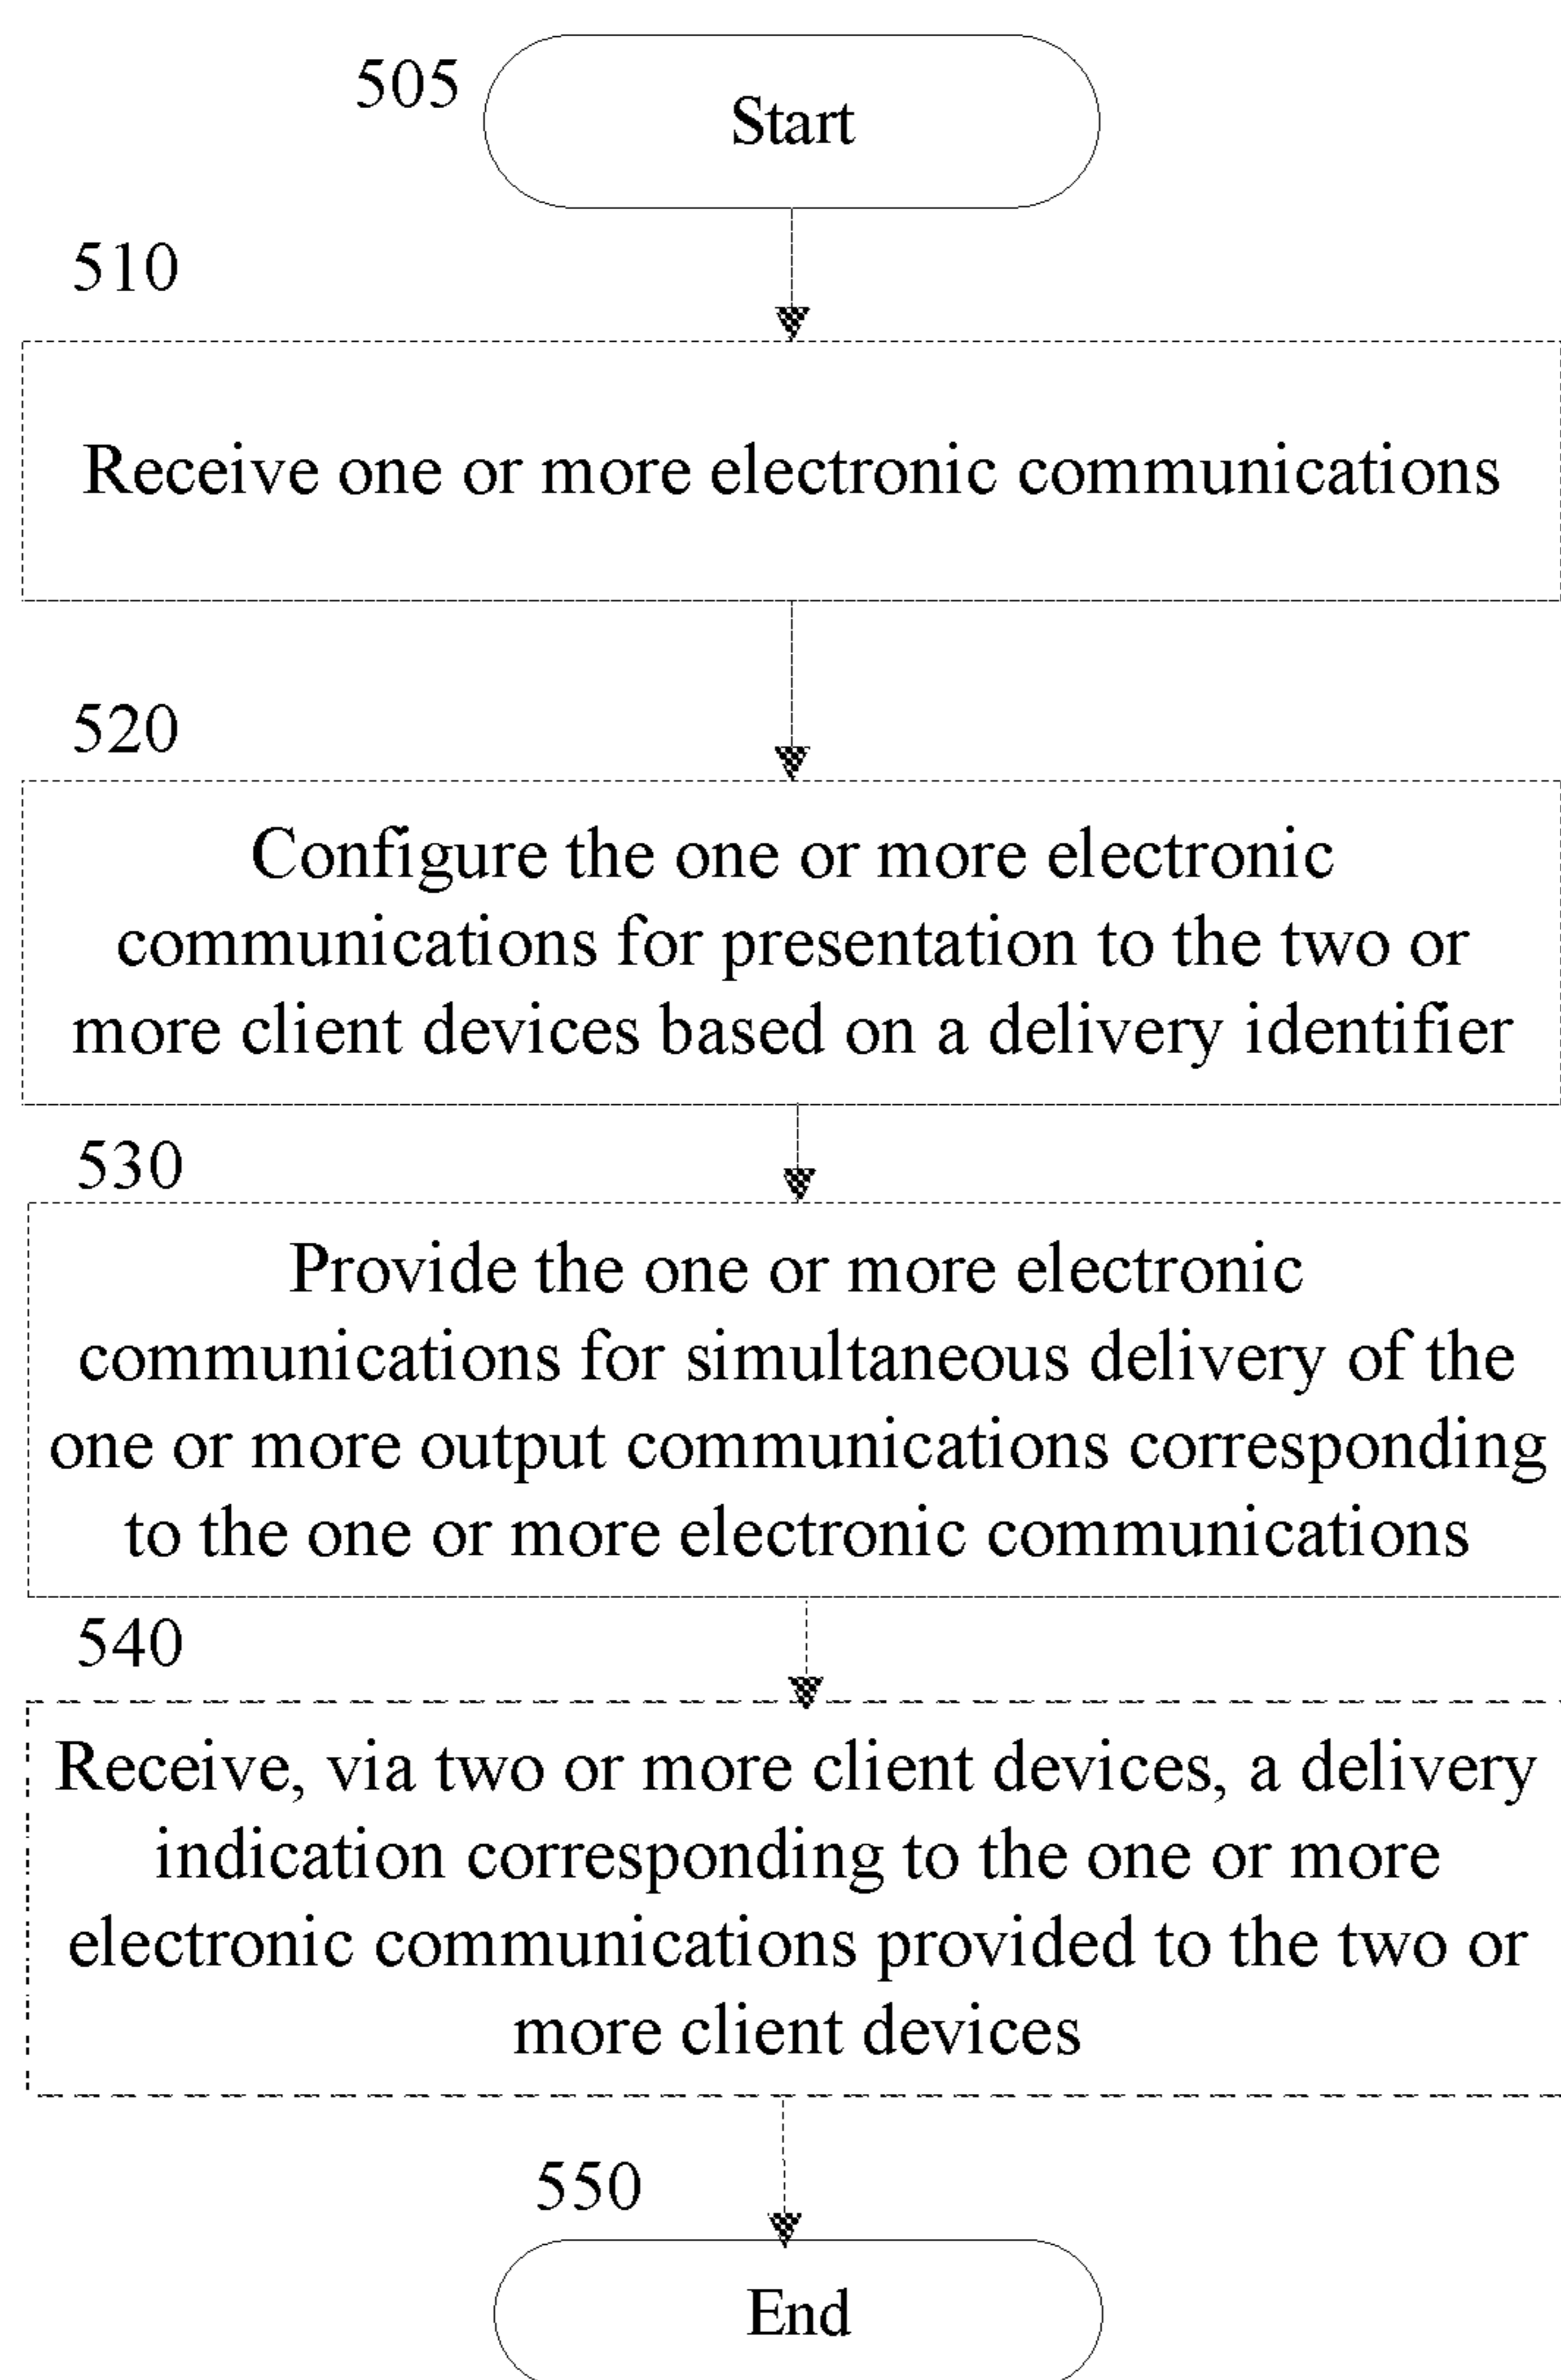 505
Start
510
Receive one or more electronic communications
520
Configure the one or more electronic
communications for presentation to the two or
more client devices based on a delivery identifier
530
Provide the one or more electronic
communications for simultaneous delivery of the
one or more output communications corresponding
to the one or more electronic communications
540
Receive, via two or more client devices, a delivery
indication corresponding to the one or more
electronic communications provided to the two or
more client devices
550
End